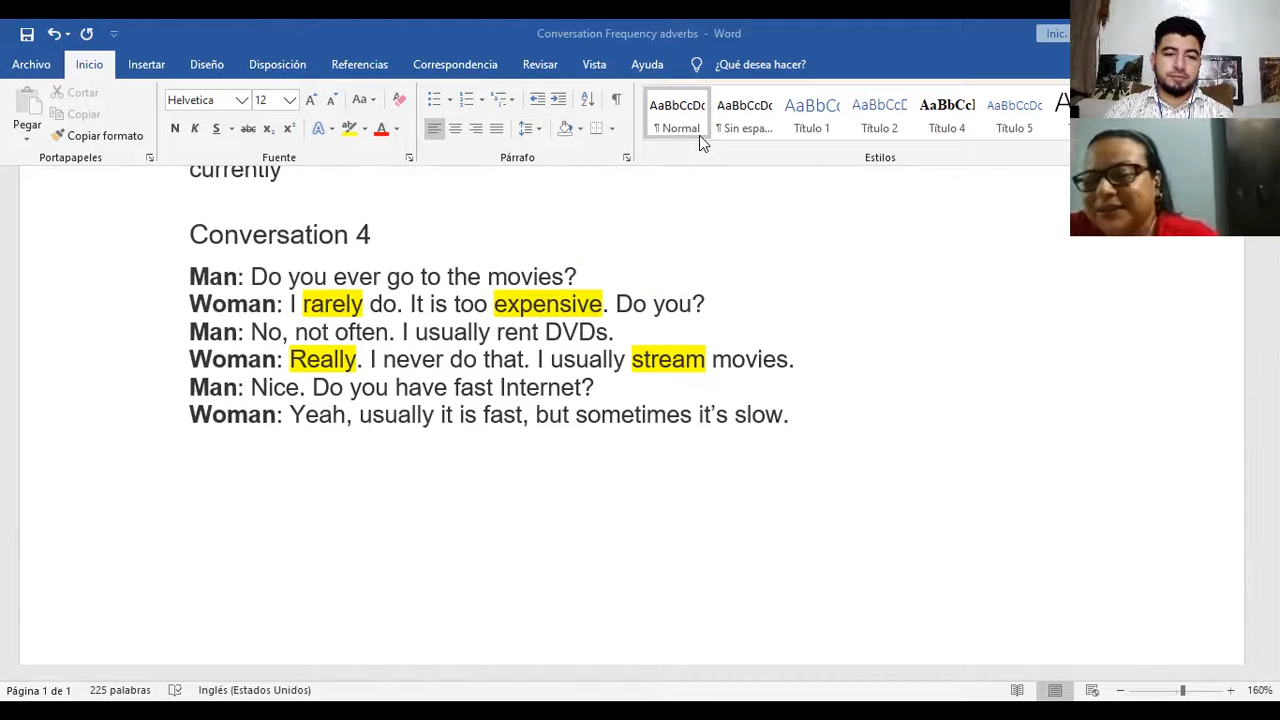 Conversation Frequency adverbs - Word
Inic.
Archivo Inicio Insertar Diseño Disposición Referencias Correspondencia Revisar Vista Ayuda ¿Qué desea hacer?
Pegar
Cortar
Copiar
Copiar formato
Portapapeles
Helvetica 12
N K S abc x₂ x²
Fuente
Párrafo
AaBbCcDc AaBbCcDc AaBbCc AaBbCcD AaBbCcI AaBbCcDc
¶ Normal ¶ Sin espa... Título 1 Título 2 Título 4 Título 5
Estilos
currently
Conversation 4
Man: Do you ever go to the movies?
Woman: I rarely do. It is too expensive. Do you?
Man: No, not often. I usually rent DVDs.
Woman: Really. I never do that. I usually stream movies.
Man: Nice. Do you have fast Internet?
Woman: Yeah, usually it is fast, but sometimes it’s slow.
Página 1 de 1 225 palabras Inglés (Estados Unidos) 160%